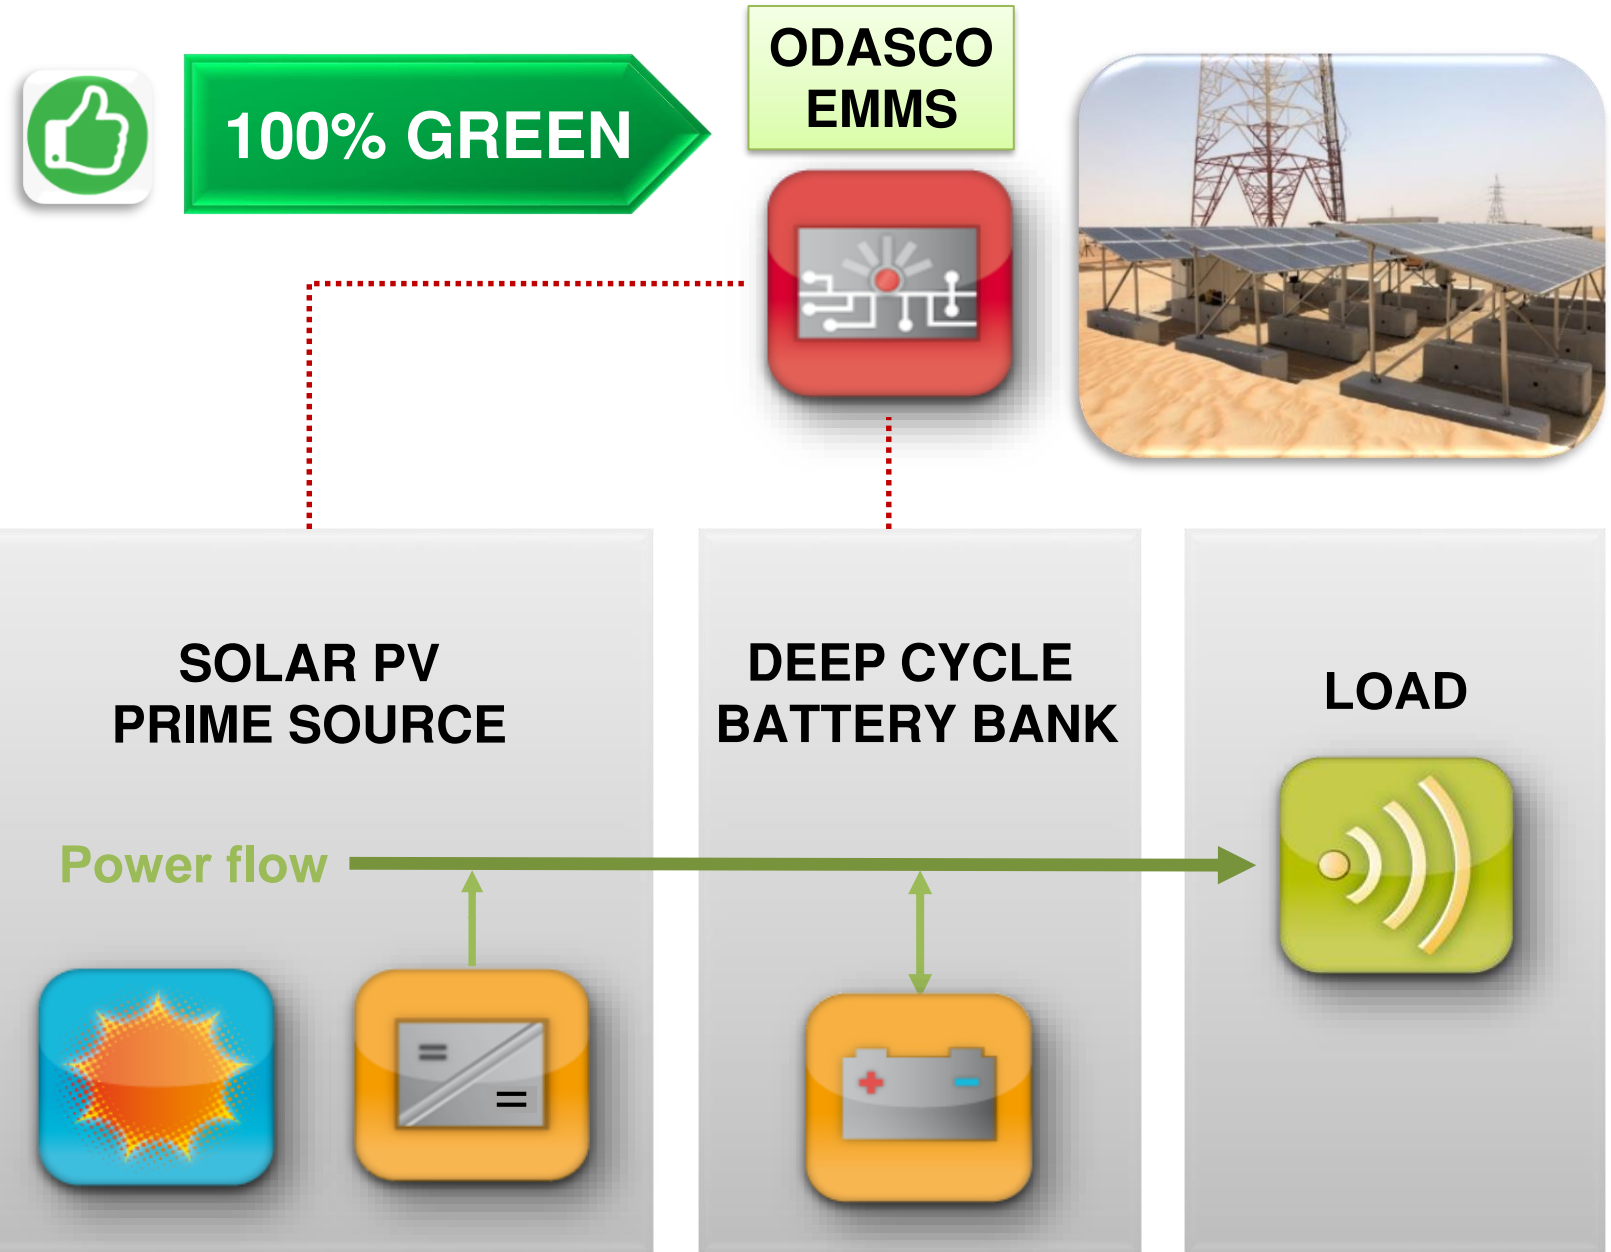 100% GREEN
ODASCO
EMMS
SOLAR PV
PRIME SOURCE
DEEP CYCLE
BATTERY BANK
LOAD
Power flow